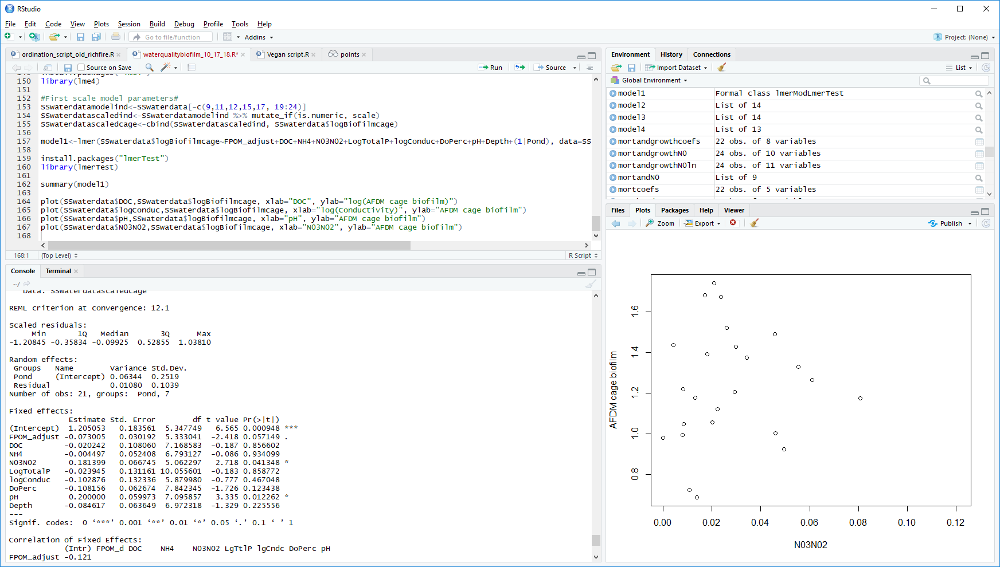 RStudio
File Edit Code View Plots Session Build Debug Profile Tools Help
Go to file/function Addins Project: (None)
ordination_script_old_richfire.R waterqualitybiofilm_10_17_18.R* Vegan script.R points
Source on Save Run Source
150 library(lme4)
151
152 #First scale model parameters#
153 SSwaterdatamodelind<-SSwaterdata[-c(9,11,12,15,17, 19:24)]
154 SSwaterdatascaledind<-SSwaterdatamodelind %>% mutate_if(is.numeric, scale)
155 SSwaterdatascaledcage<-cbind(SSwaterdatascaledind, SSwaterdata$logBiofilmcage)
156
157 model1<-lmer(SSwaterdata$logBiofilmcage~FPOM_adjust+DOC+NH4+NO3NO2+LogTotalP+logConduc+DoPerc+pH+Depth+(1|Pond), data=SS
158
159 install.packages("lmerTest")
160 library(lmerTest)
161
162 summary(model1)
163
164 plot(SSwaterdata$DOC,SSwaterdata$logBiofilmcage, xlab="DOC", ylab="log(AFDM cage biofilm)")
165 plot(SSwaterdata$logConduc,SSwaterdata$logBiofilmcage, xlab="log(Conductivity)", ylab="AFDM cage biofilm")
166 plot(SSwaterdata$pH,SSwaterdata$logBiofilmcage, xlab="pH", ylab="AFDM cage biofilm")
167 plot(SSwaterdata$NO3NO2,SSwaterdata$logBiofilmcage, xlab="NO3NO2", ylab="AFDM cage biofilm")
168
168:1 (Top Level) R Script
Console Terminal
~/
Data: SSwaterdatascaledcage
REML criterion at convergence: 12.1
Scaled residuals:
Min 1Q Median 3Q Max
-1.20845 -0.35834 -0.09925 0.52855 1.03810
Random effects:
Groups Name Variance Std.Dev.
Pond (Intercept) 0.06344 0.2519
Residual 0.01080 0.1039
Number of obs: 21, groups: Pond, 7
Fixed effects:
Estimate Std. Error df t value Pr(>|t|)
(Intercept) 1.205053 0.183561 5.347749 6.565 0.000948 ***
FPOM_adjust -0.073005 0.030192 5.333041 -2.418 0.057149 .
DOC -0.020242 0.108060 7.168583 -0.187 0.856602
NH4 -0.004497 0.052408 6.793127 -0.086 0.934099
NO3NO2 0.181399 0.066745 5.062297 2.718 0.041348 *
LogTotalP -0.023945 0.131161 10.055601 -0.183 0.858772
logConduc -0.102876 0.132336 5.879980 -0.777 0.467048
DoPerc -0.108156 0.062674 7.842345 -1.726 0.123438
pH 0.200000 0.059973 7.095857 3.335 0.012262 *
Depth -0.084617 0.063649 6.972318 -1.329 0.225556
---
Signif. codes: 0 ‘***’ 0.001 ‘**’ 0.01 ‘*’ 0.05 ‘.’ 0.1 ‘ ’ 1
Correlation of Fixed Effects:
(Intr) FPOM_d DOC NH4 NO3NO2 LgTtlP lgCndc DoPerc pH
FPOM_adjust -0.121
Environment History Connections
Import Dataset List
Global Environment
model1 Formal class lmerModLmerTest
model2 List of 14
model3 List of 14
model4 List of 13
mortandgrowthcoefs 22 obs. of 8 variables
mortandgrowthN0 24 obs. of 10 variables
mortandgrowthN0ln 24 obs. of 11 variables
mortandN0 List of 9
mortcoefs 22 obs. of 5 variables
Files Plots Packages Help Viewer
Zoom Export Publish
AFDM cage biofilm
1.6
1.4
1.2
1.0
0.8
0.00 0.02 0.04 0.06 0.08 0.10 0.12
N03N02